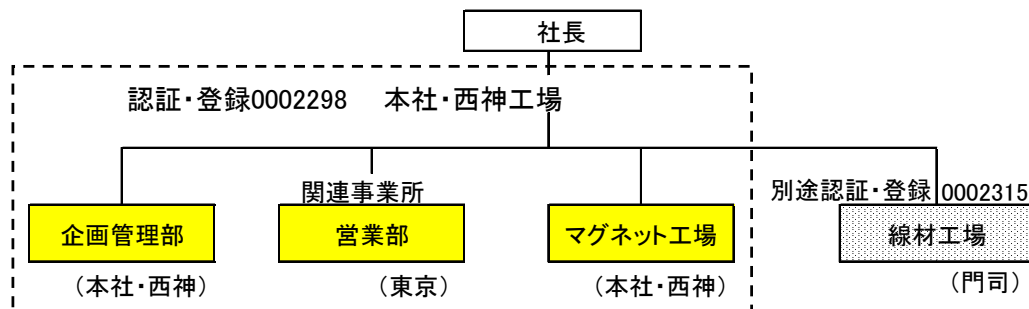 社長
認証・登録0002298 本社・西神工場
関連事業所
別途認証・登録 0002315
企画管理部
営業部
マグネット工場
線材工場
（本社・西神）
（東京）
（本社・西神）
（門司）